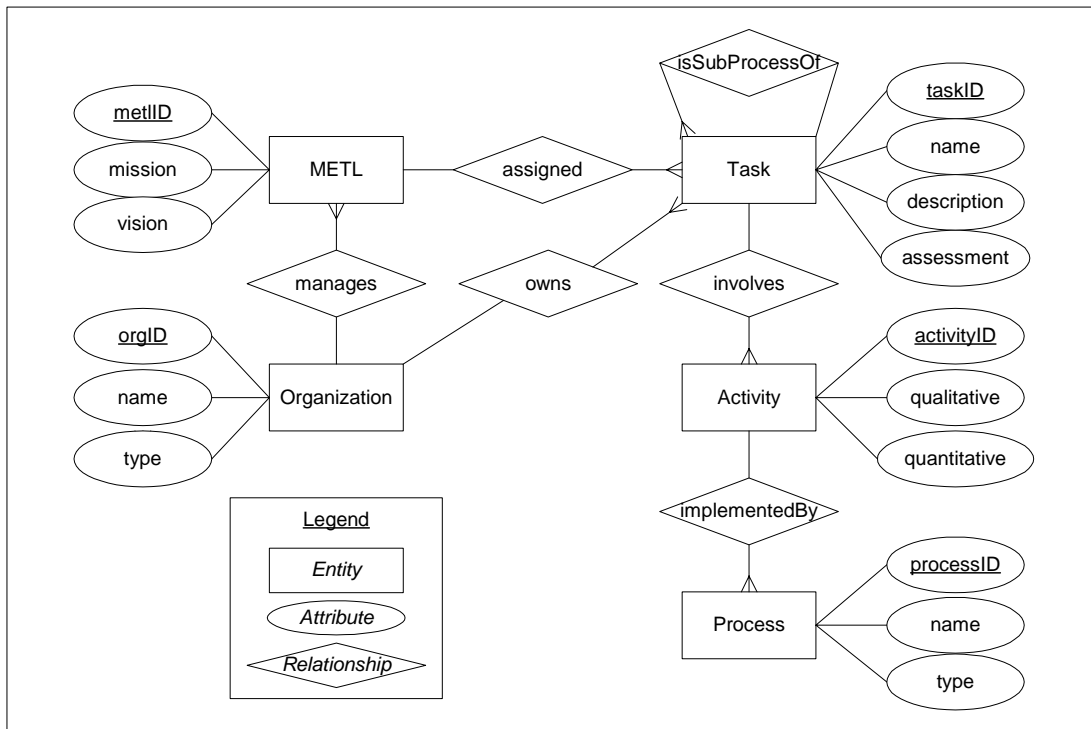 isSubProcessOf
metlID
mission
vision
METL
assigned
Task
taskID
name
description
assessment
manages
owns
involves
orgID
name
type
Organization
Activity
activityID
qualitative
quantitative
implementedBy
Process
processID
name
type
Legend
Entity
Attribute
Relationship